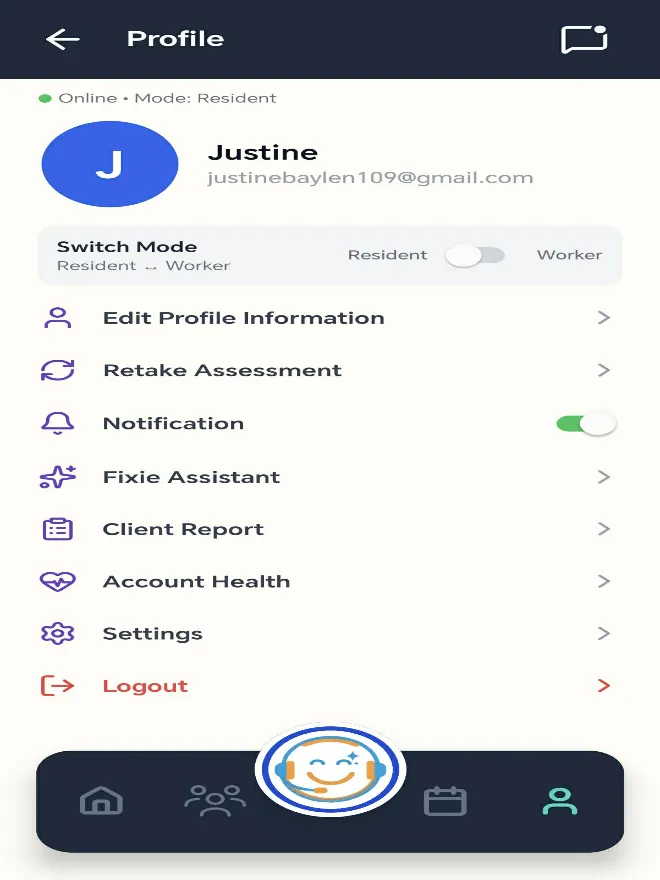 Profile
Online • Mode: Resident
J
Justine
justinebaylen109@gmail.com
Switch Mode
Resident ↔ Worker
Resident
Worker
Edit Profile Information
Retake Assessment
Notification
Fixie Assistant
Client Report
Account Health
Settings
Logout